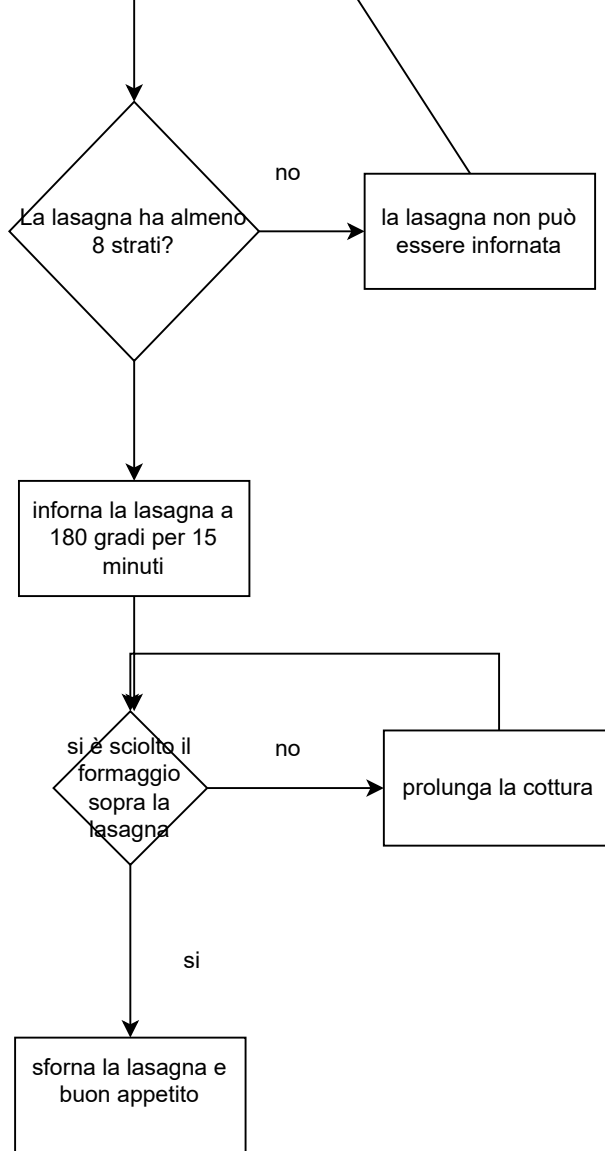 La lasagna ha almeno
8 strati?
no
la lasagna non può
essere infornata
inforna la lasagna a
180 gradi per 15
minuti
si è sciolto il
formaggio
sopra la
lasagna
no
prolunga la cottura
si
sforna la lasagna e
buon appetito